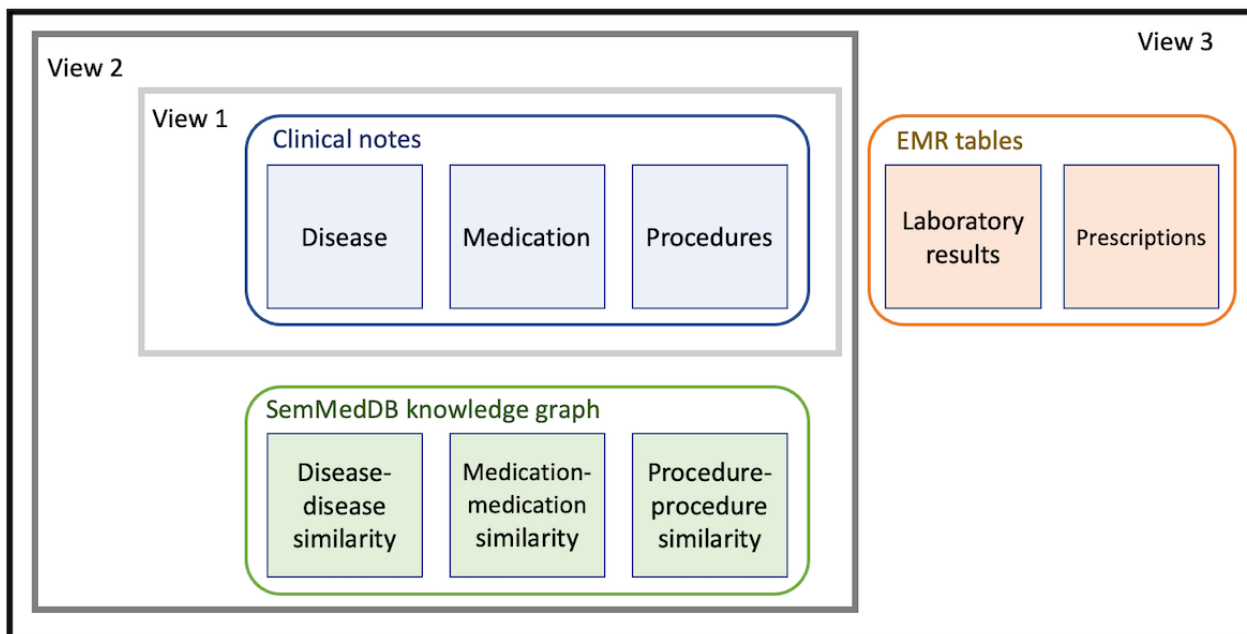 View 3
View 2
View 1
Clinical notes
Disease
Medication
Procedures
EMR tables
Laboratory
results
Prescriptions
SemMedDB knowledge graph
Disease-
disease
similarity
Medication-
medication
similarity
Procedure-
procedure
similarity